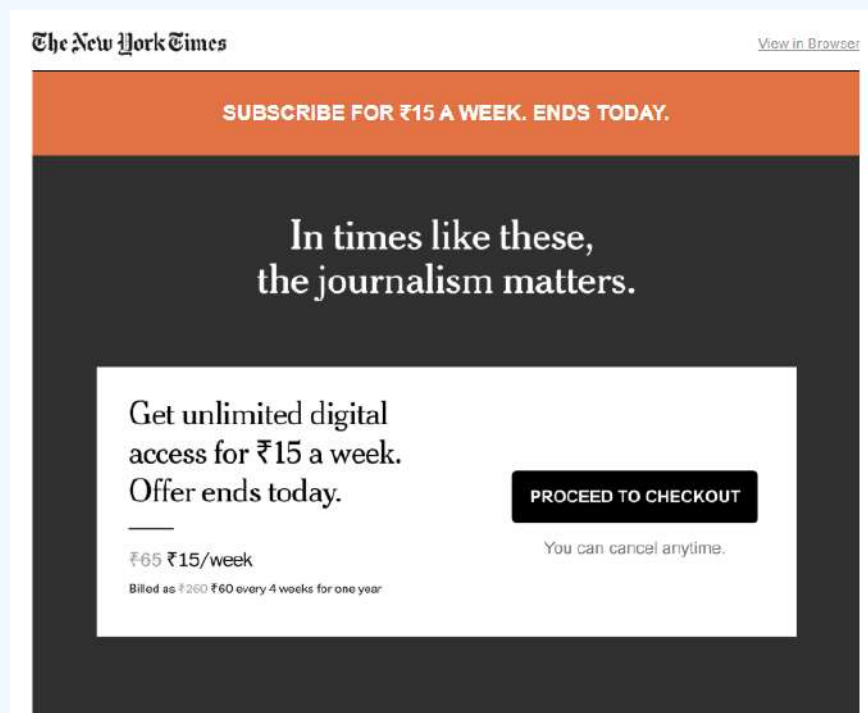 The New York Times
View in Browser
SUBSCRIBE FOR ₹15 A WEEK. ENDS TODAY.
In times like these,
the journalism matters.
Get unlimited digital
access for ₹15 a week.
Offer ends today.
₹65 ₹15/week
Billed as ₹260 ₹60 every 4 weeks for one year
PROCEED TO CHECKOUT
You can cancel anytime.